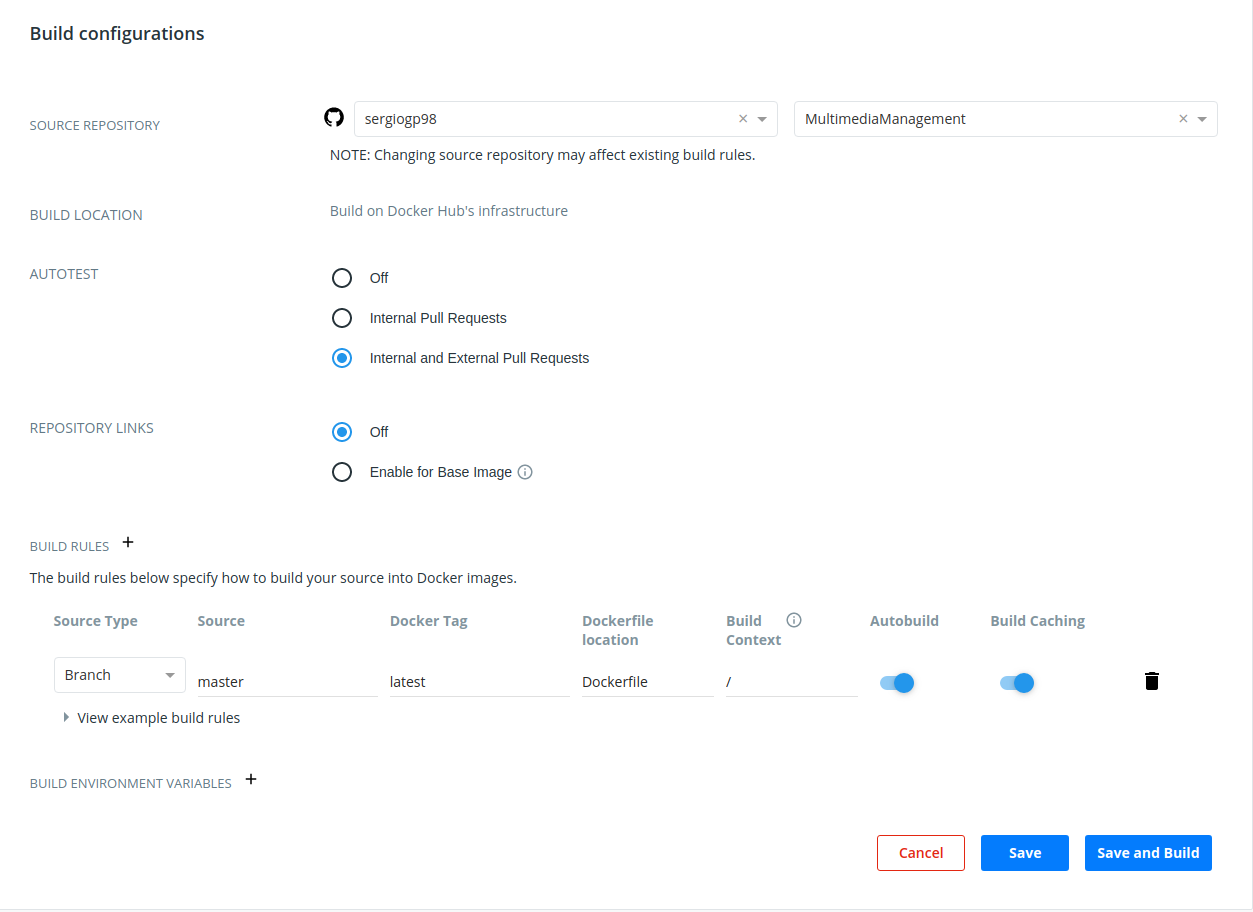 Build configurations
SOURCE REPOSITORY
sergiogp98
MultimediaManagement
NOTE: Changing source repository may affect existing build rules.
BUILD LOCATION
Build on Docker Hub's infrastructure
AUTOTEST
Off
Internal Pull Requests
Internal and External Pull Requests
REPOSITORY LINKS
Off
Enable for Base Image
BUILD RULES +
The build rules below specify how to build your source into Docker images.
Source Type Source Docker Tag Dockerfile location Build Context Autobuild Build Caching
Branch master latest Dockerfile /
View example build rules
BUILD ENVIRONMENT VARIABLES +
Cancel Save Save and Build